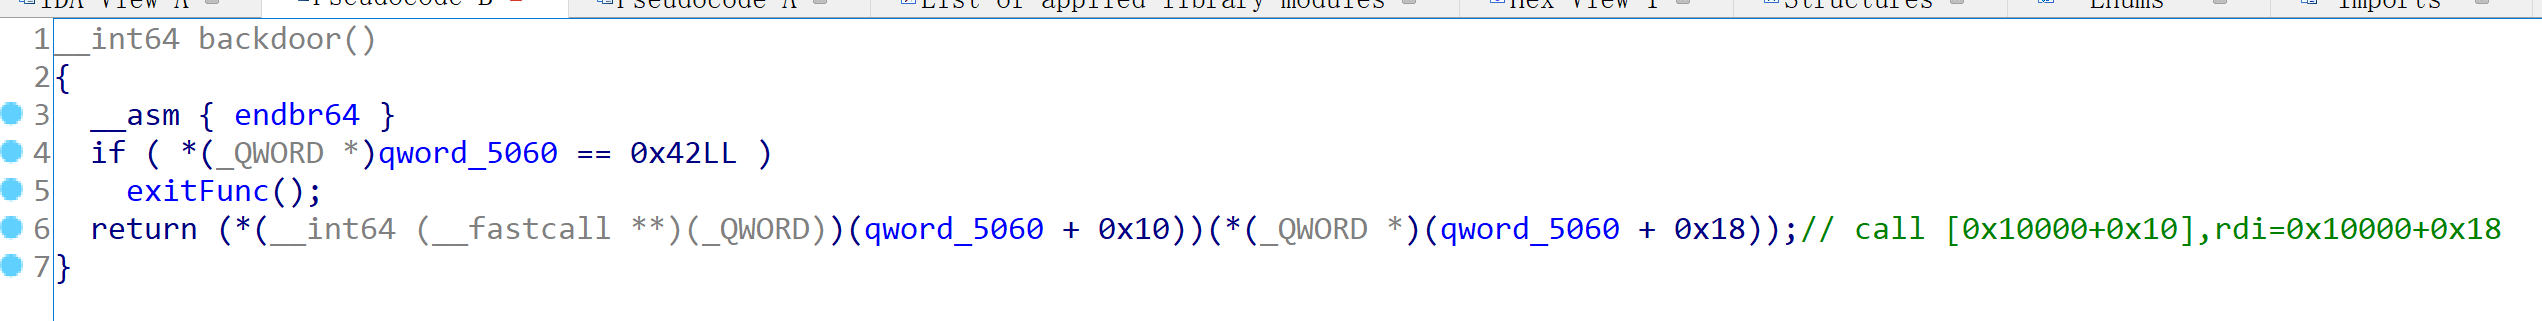 IDA View A Pseudocode B Pseudocode A List of applied library modules Hex View 1 Structures Enums Imports
1 __int64 backdoor()
2 {
3 __asm { endbr64 }
4 if ( *(_QWORD *)qword_5060 == 0x42LL )
5 exitFunc();
6 return (*(__int64 (__fastcall **)(_QWORD))(qword_5060 + 0x10))(*(_QWORD *)(qword_5060 + 0x18));// call [0x10000+0x10],rdi=0x10000+0x18
7 }